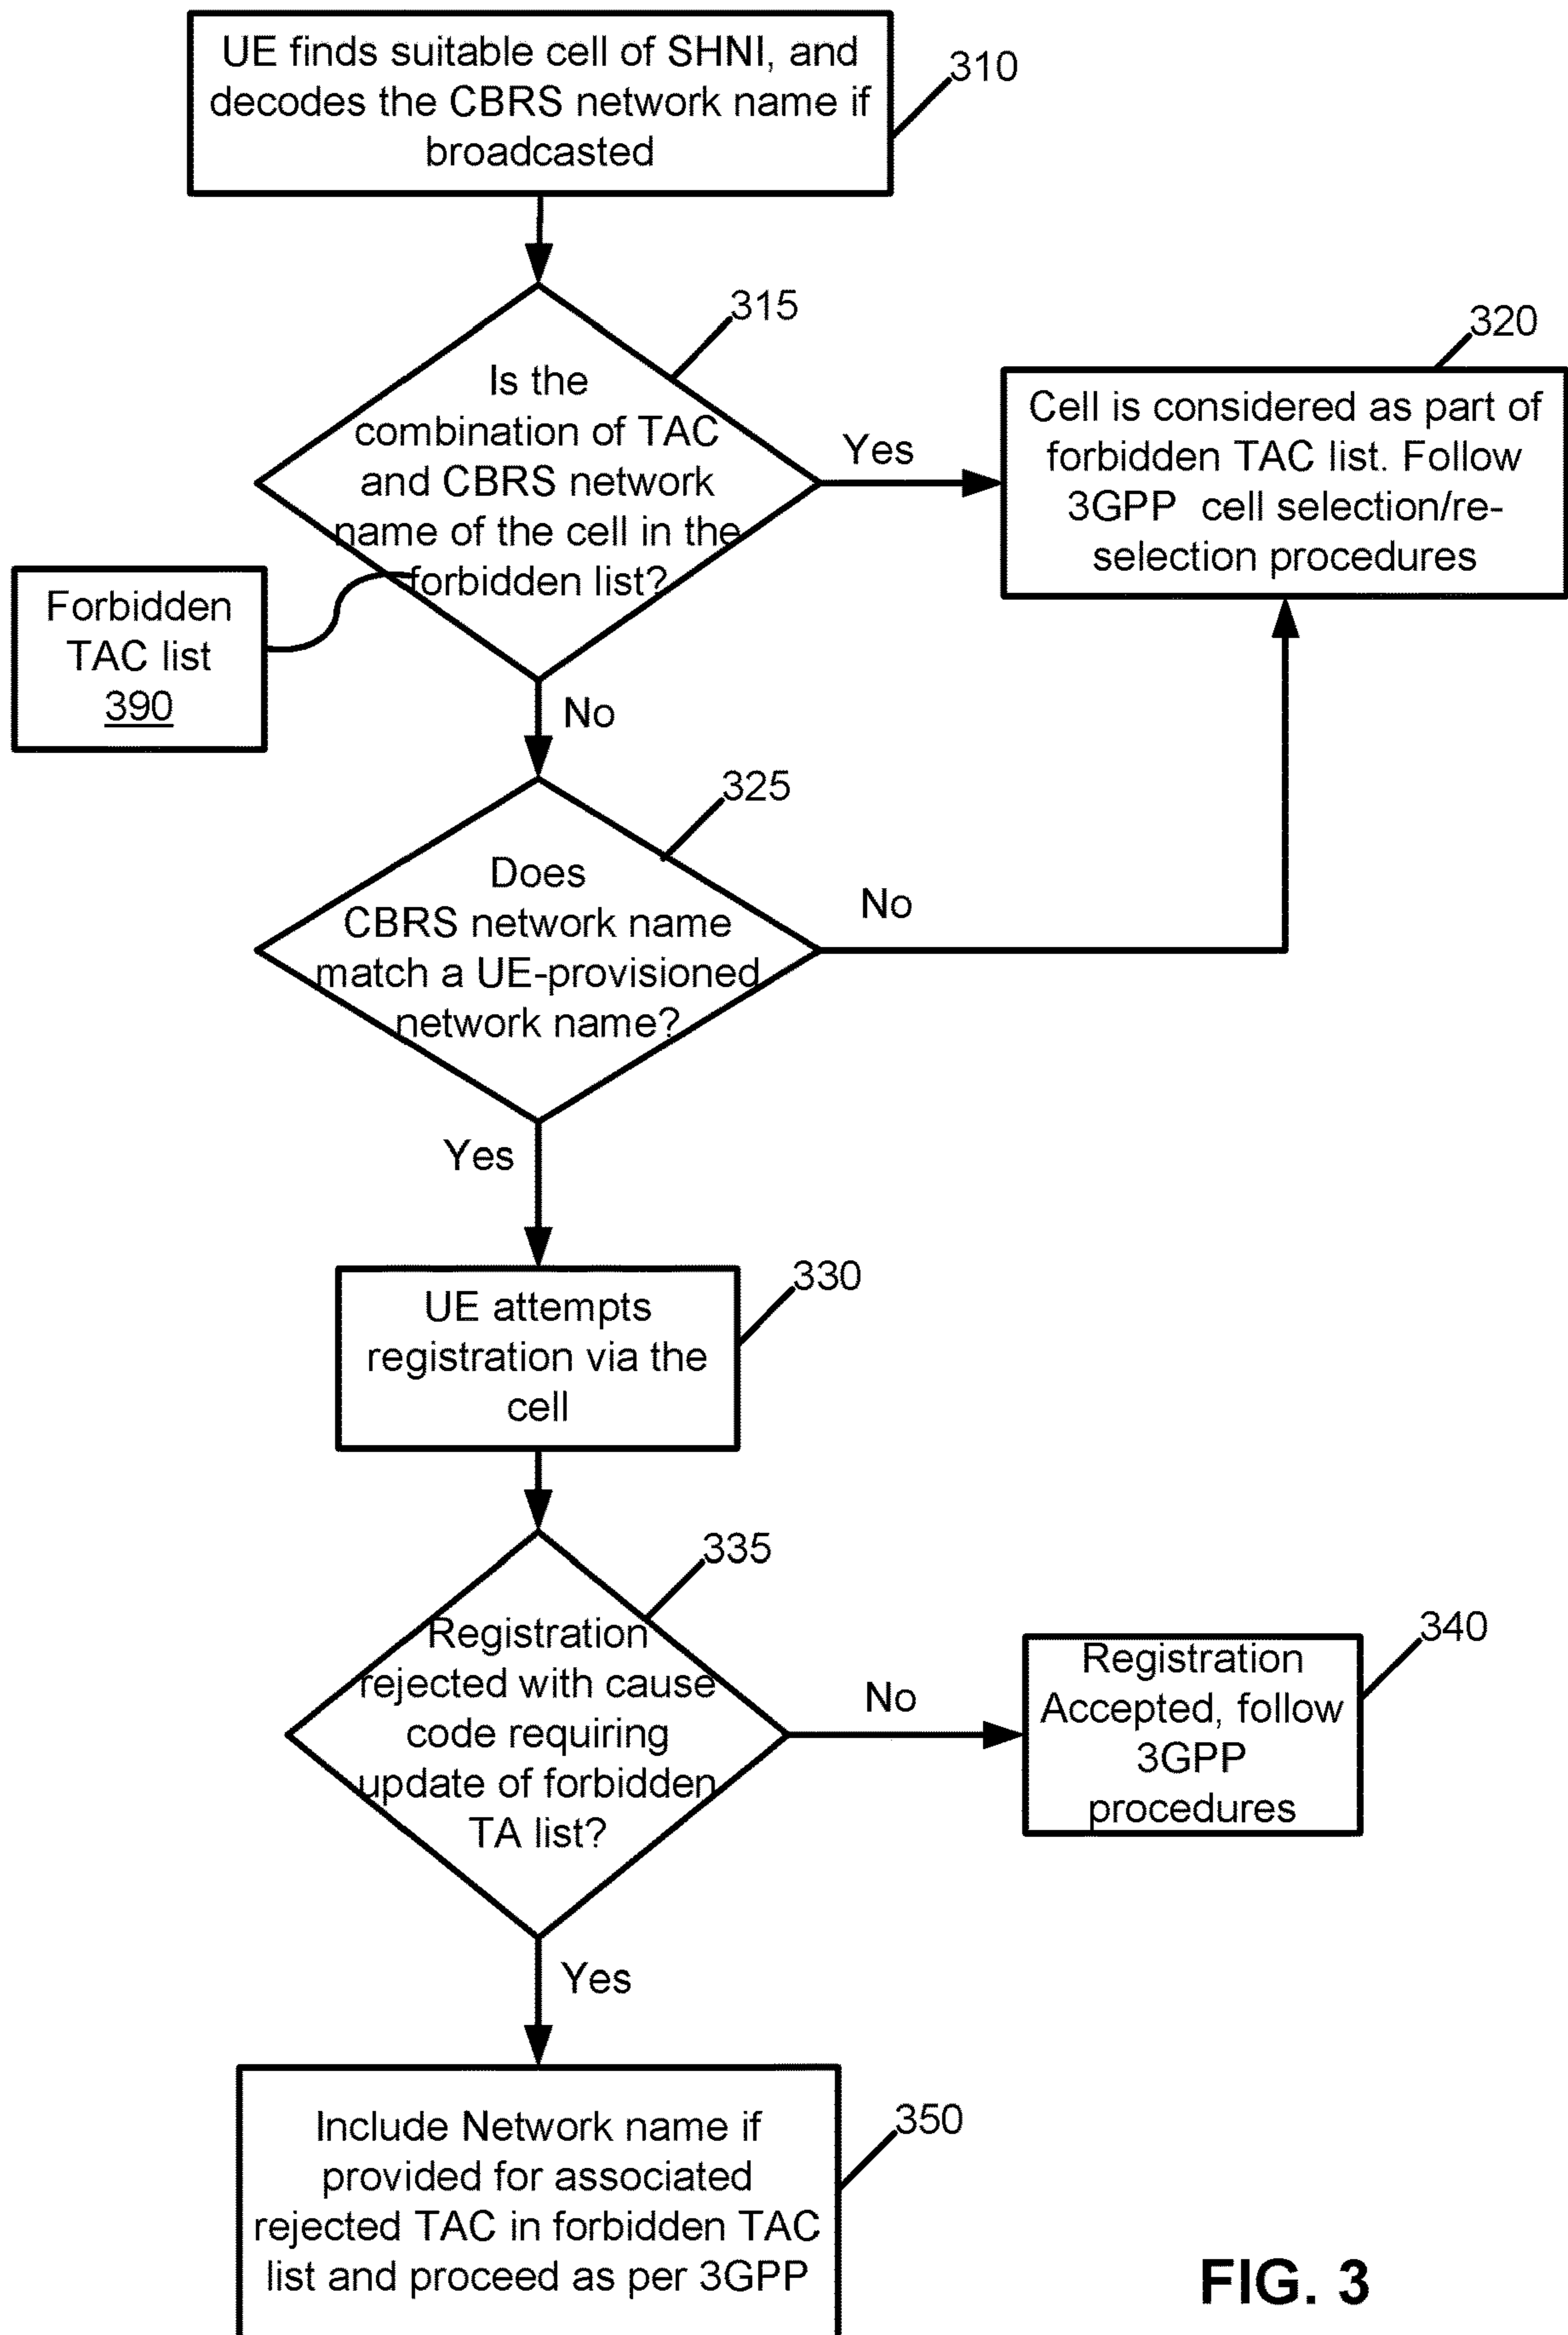 UE finds suitable cell of SHNI, and
decodes the CBRS network name if
broadcasted
310
315
Is the
combination of TAC
and CBRS network
name of the cell in the
forbidden list?
Yes
320
Cell is considered as part of
forbidden TAC list. Follow
3GPP cell selection/re-
selection procedures
Forbidden
TAC list
390
No
325
Does
CBRS network name
match a UE-provisioned
network name?
No
Yes
330
UE attempts
registration via the
cell
335
Registration
rejected with cause
code requiring
update of forbidden
TA list?
No
340
Registration
Accepted, follow
3GPP
procedures
Yes
350
Include Network name if
provided for associated
rejected TAC in forbidden TAC
list and proceed as per 3GPP
FIG. 3